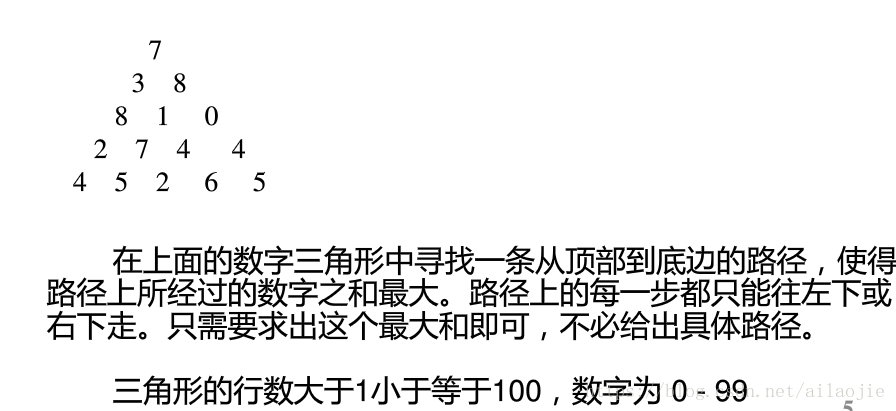 7
3 8
8 1 0
2 7 4 4
4 5 2 6 5
在上面的数字三角形中寻找一条从顶部到底边的路径，使得
路径上所经过的数字之和最大。路径上的每一步都只能往左下或
右下走。只需要求出这个最大和即可，不必给出具体路径。
三角形的行数大于1小于等于100，数字为 0 - 99
5